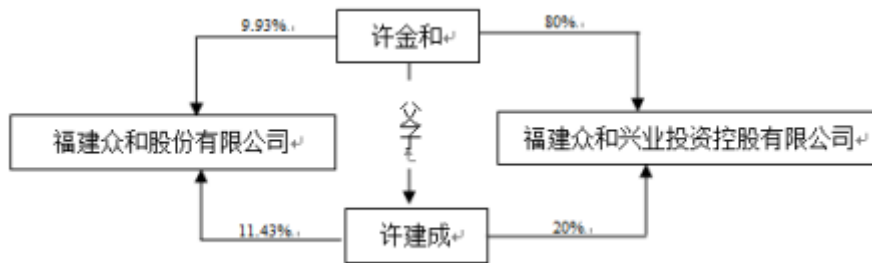 9.93%
许金和
80%
父子
福建众和股份有限公司
福建众和兴业投资控股有限公司
11.43%
许建成
20%